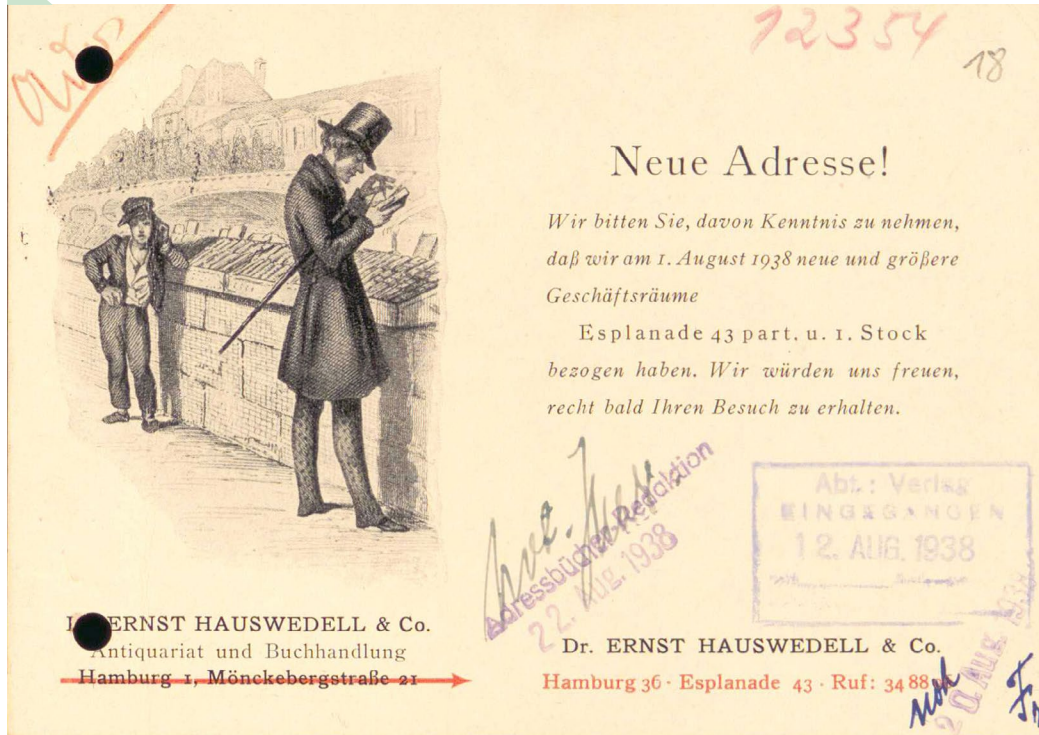 12354
18
Neue Adresse!
Wir bitten Sie, davon Kenntnis zu nehmen,
daß wir am 1. August 1938 neue und größere
Geschäftsräume
Esplanade 43 part. u. 1. Stock
bezogen haben. Wir würden uns freuen,
recht bald Ihren Besuch zu erhalten.
Adressbücher-Redaktion
22. Aug. 1938
Abt.: Verlag
EINGEGANGEN
12. AUG. 1938
20. Aug. 1938
ERNST HAUSWEDELL & Co.
Antiquariat und Buchhandlung
Hamburg 1, Mönckebergstraße 21
Dr. ERNST HAUSWEDELL & Co.
Hamburg 36 · Esplanade 43 · Ruf: 34 88